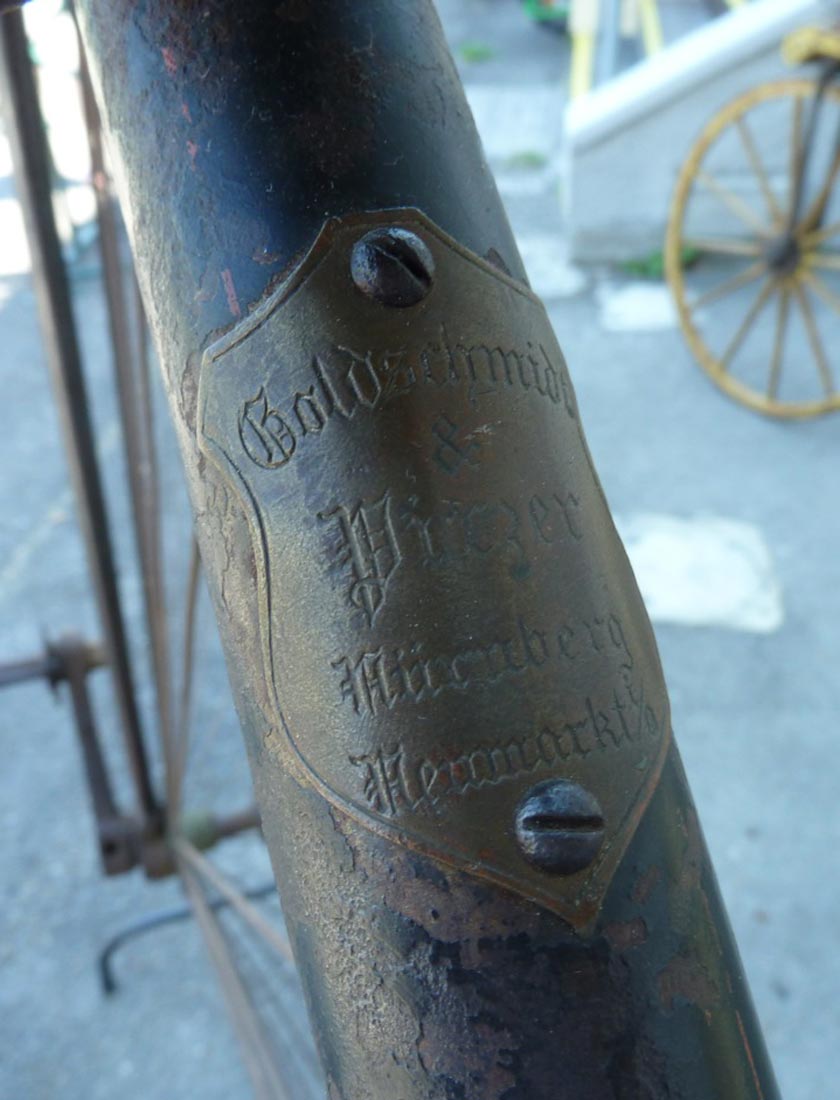 Goldschmidt
&
Pirzer
Nürnberg
Neumarkt i/O